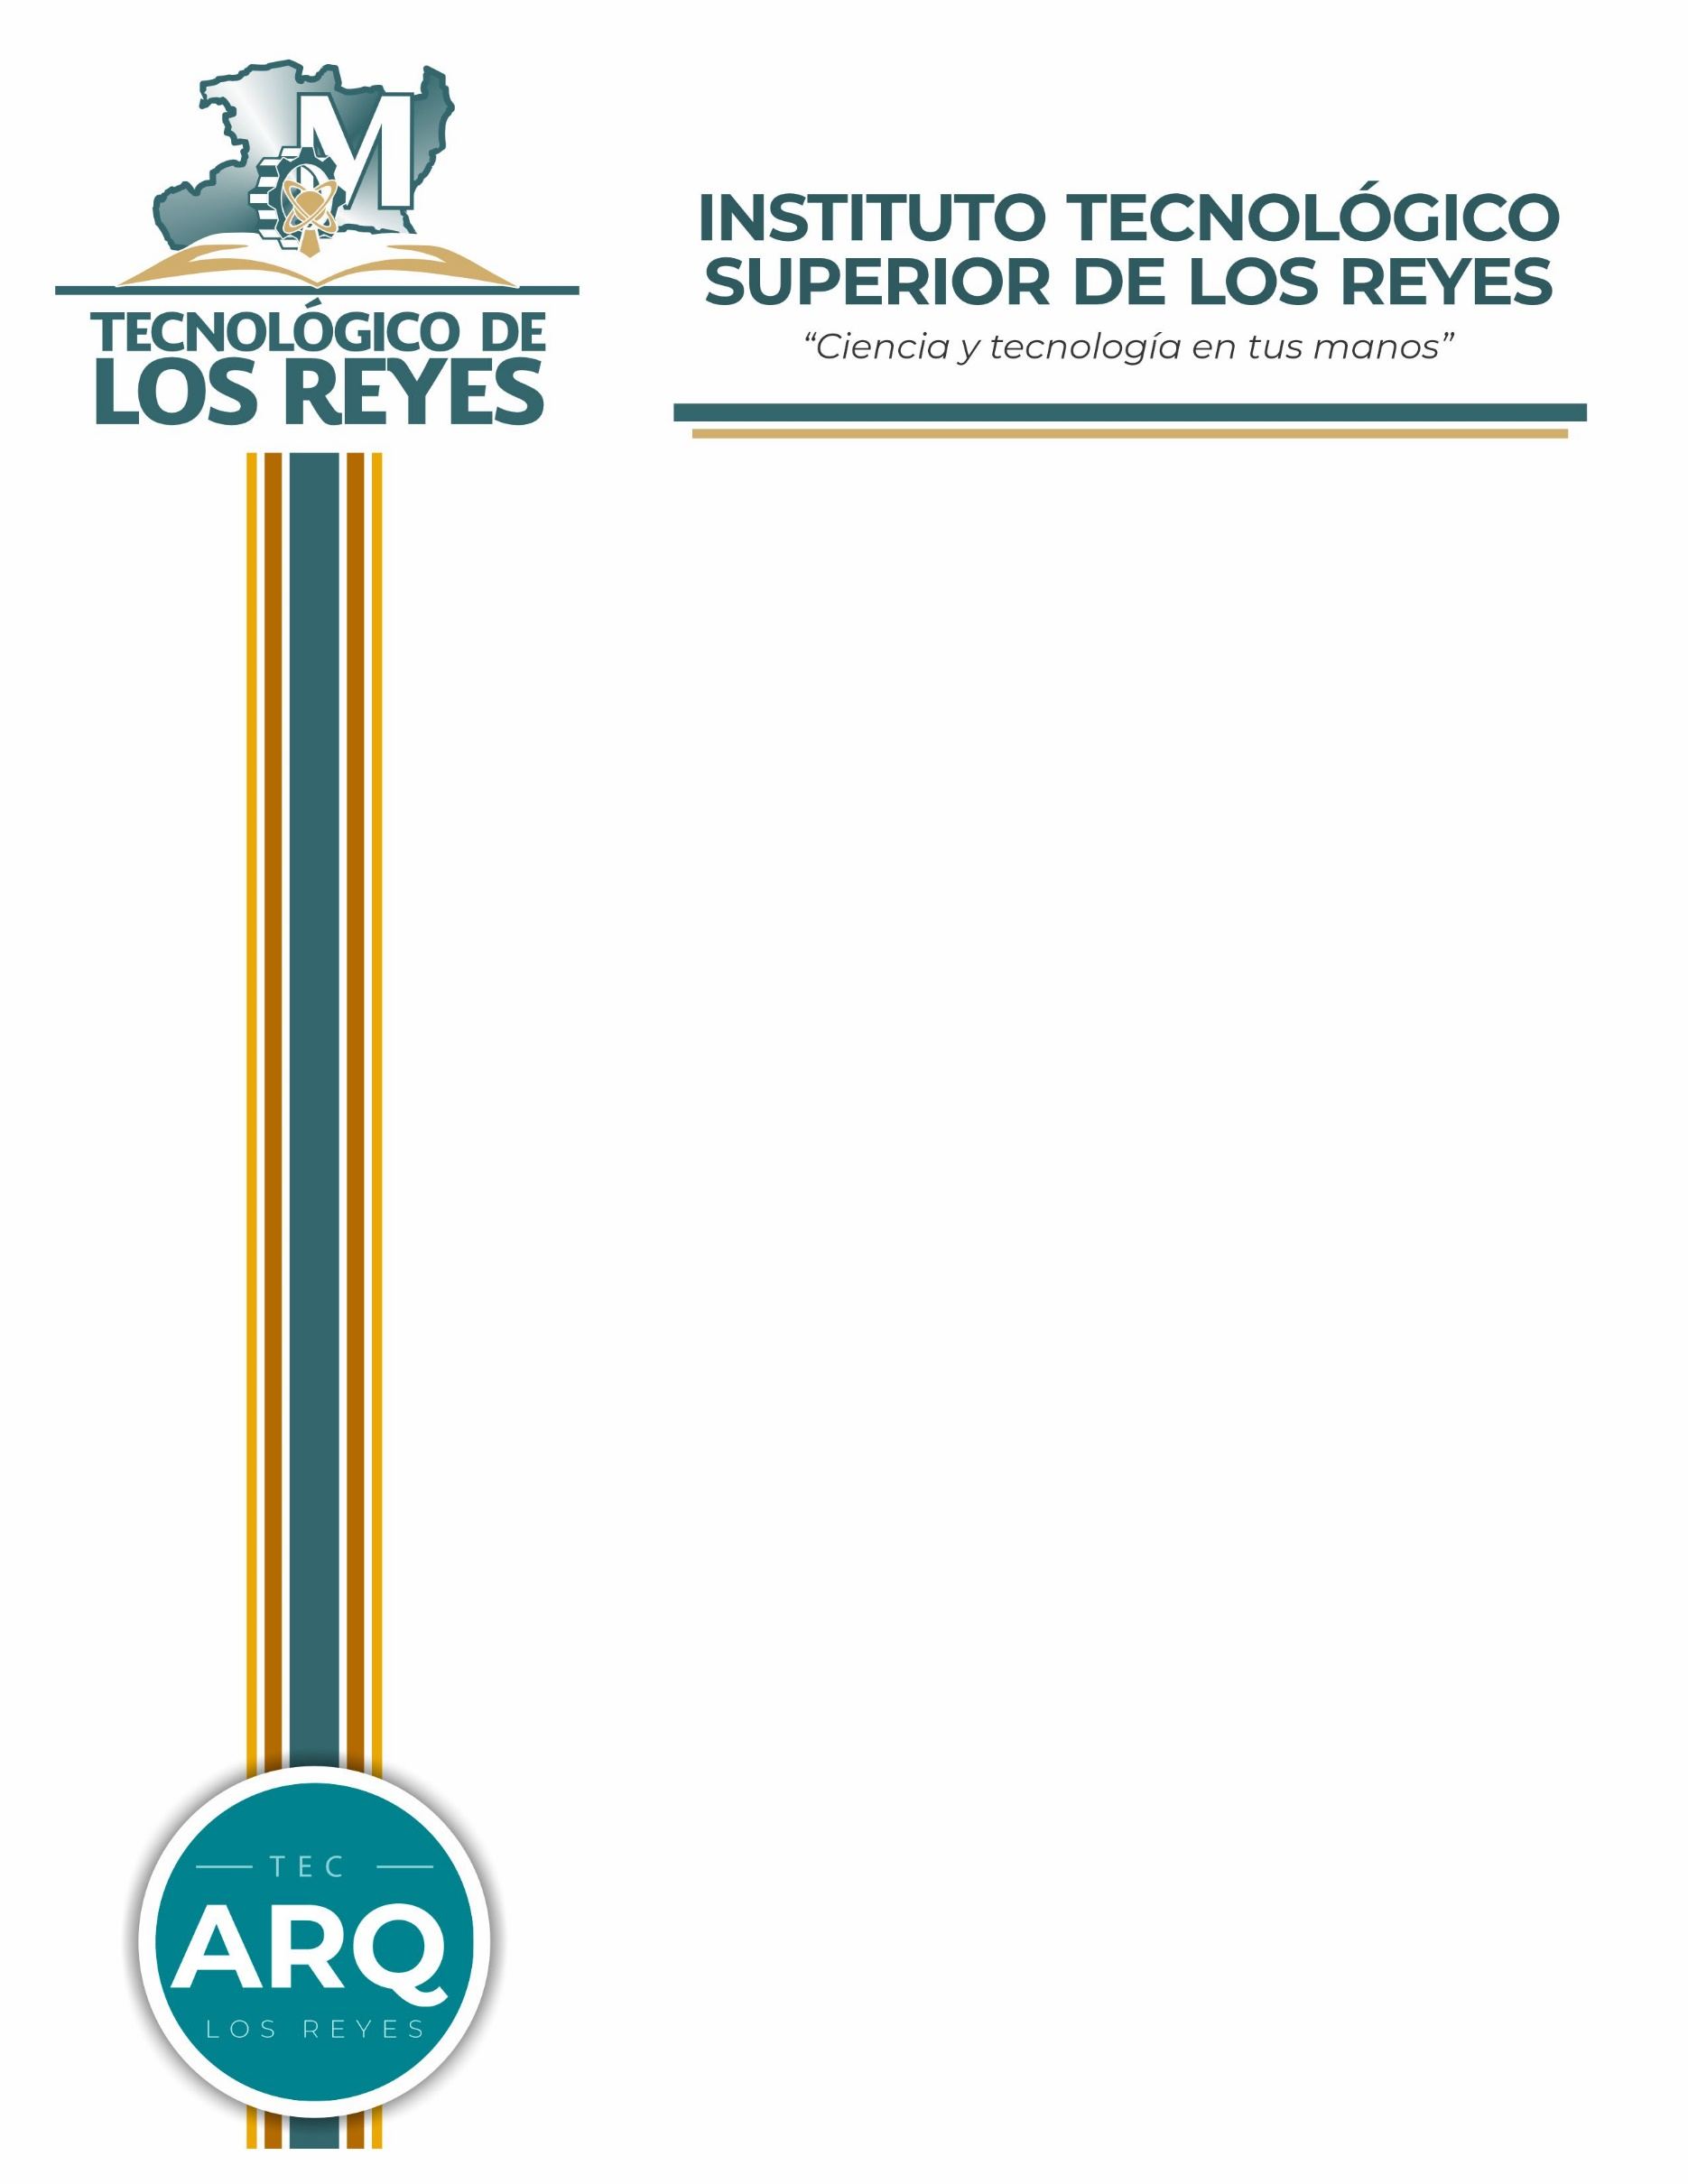 M
TECNOLÓGICO DE
LOS REYES
INSTITUTO TECNOLÓGICO
SUPERIOR DE LOS REYES
“Ciencia y tecnología en tus manos”
TEC
ARQ
LOS REYES